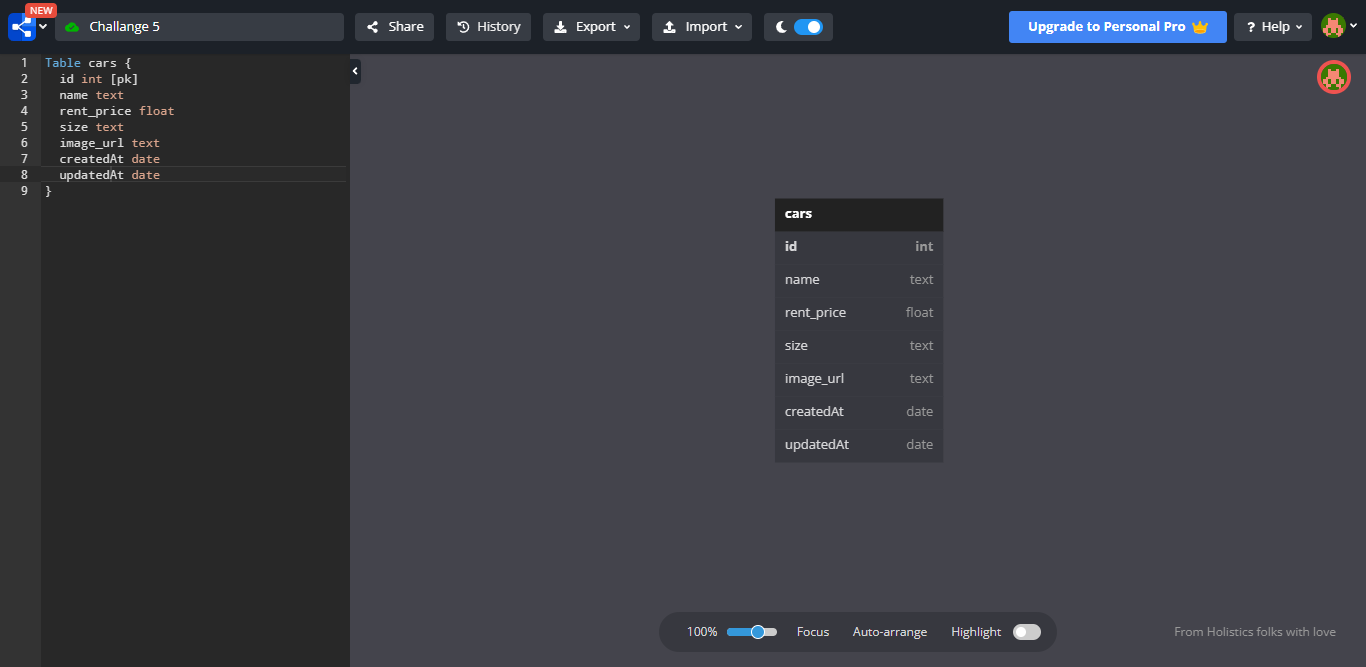 NEW
Challange 5
Share
History
Export
Import
Upgrade to Personal Pro
? Help
1 Table cars {
2 id int [pk]
3 name text
4 rent_price float
5 size text
6 image_url text
7 createdAt date
8 updatedAt date
9 }
cars
id int
name text
rent_price float
size text
image_url text
createdAt date
updatedAt date
100% Focus Auto-arrange Highlight
From Holistics folks with love